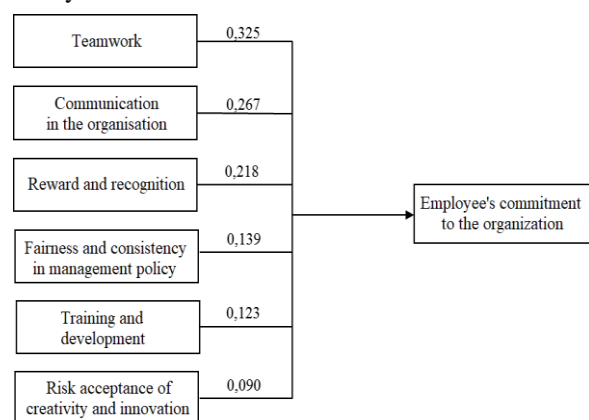 Teamwork
0,325
Communication
in the organisation
0,267
Reward and recognition
0,218
Fairness and consistency
in management policy
0,139
Training and
development
0,123
Risk acceptance of
creativity and innovation
0,090
Employee's commitment
to the organization